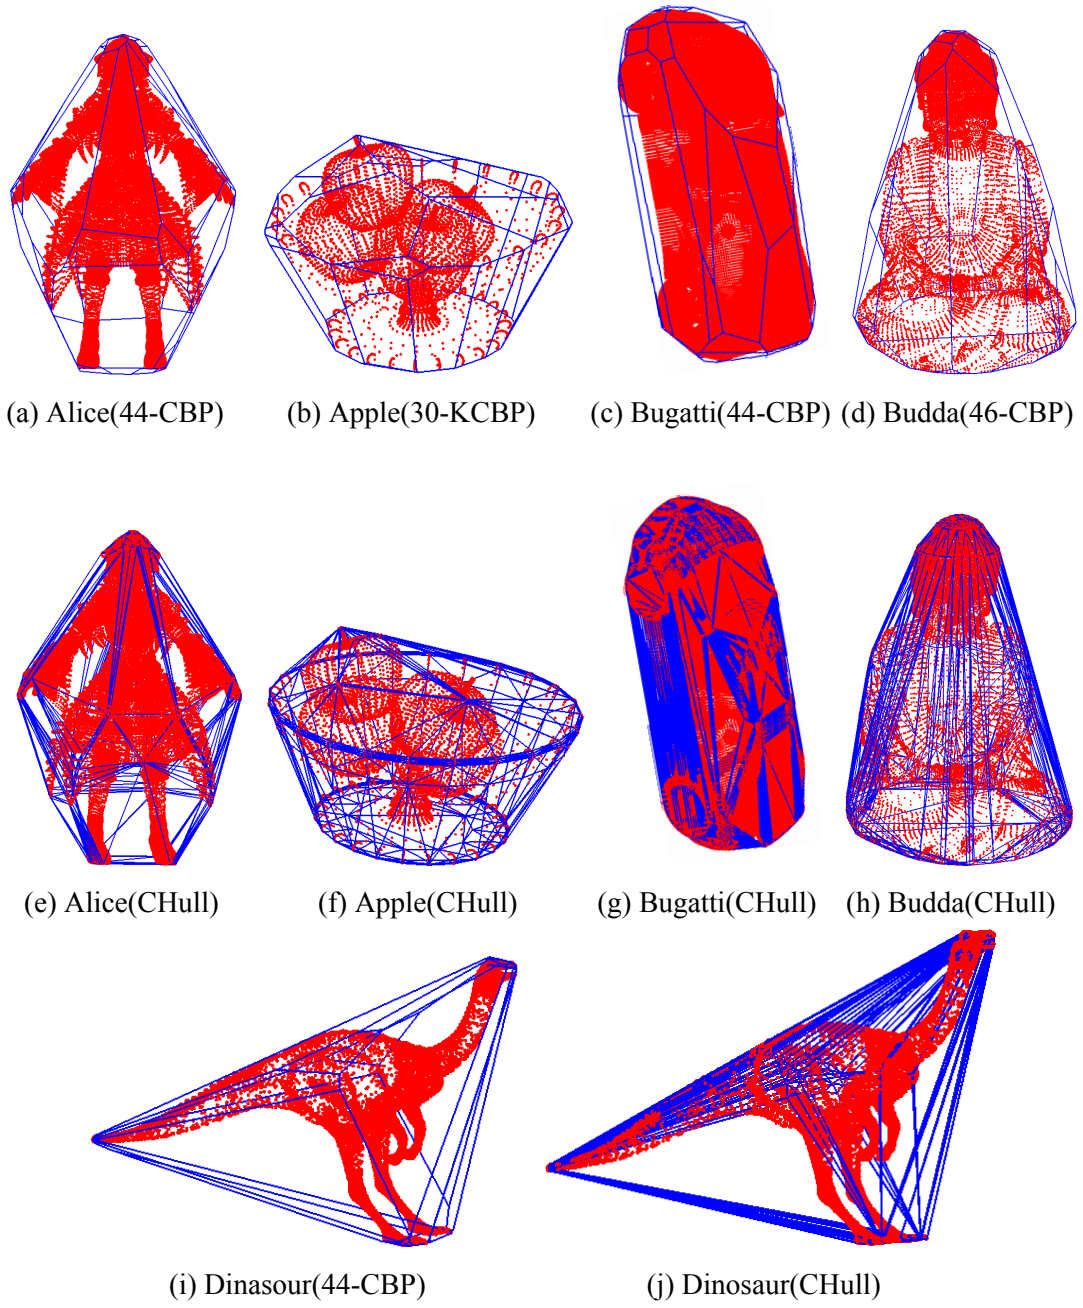 (a) Alice(44-CBP) (b) Apple(30-KCBP) (c) Bugatti(44-CBP) (d) Budda(46-CBP)
(e) Alice(CHull) (f) Apple(CHull) (g) Bugatti(CHull) (h) Budda(CHull)
(i) Dinasour(44-CBP) (j) Dinosaur(CHull)